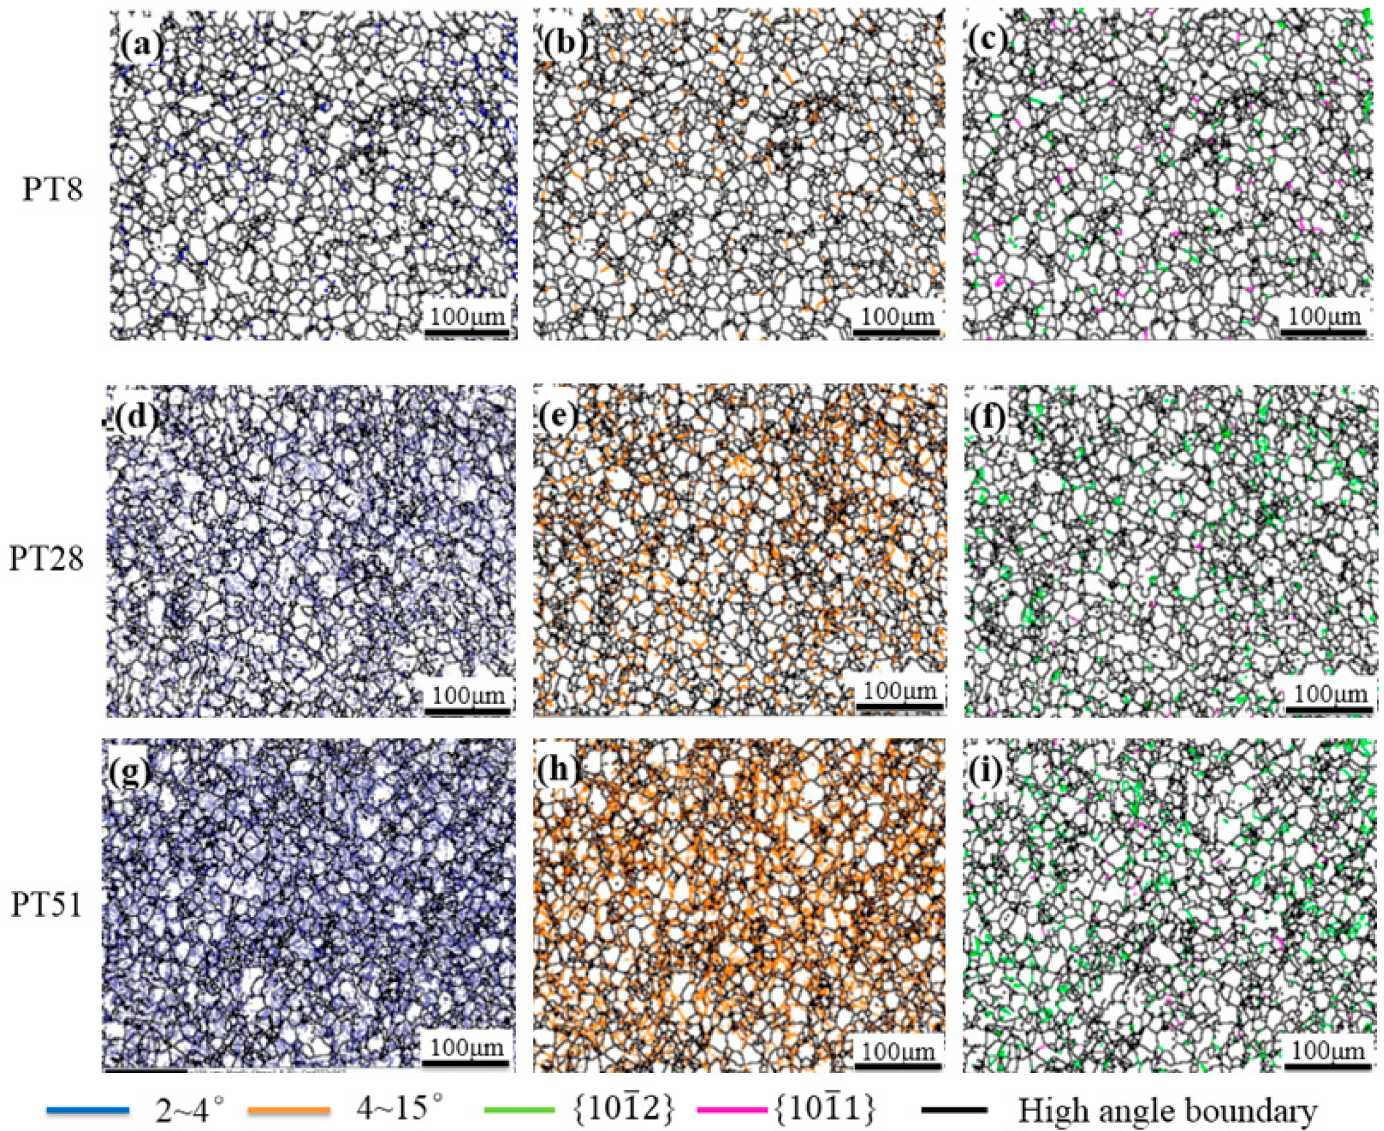 (a) (b) (c)
PT8
100μm 100μm 100μm
(d) (e) (f)
PT28
100μm 100μm 100μm
(g) (h) (i)
PT51
100μm 100μm 100μm
2~4° 4~15° {101̅2} {101̅1} High angle boundary